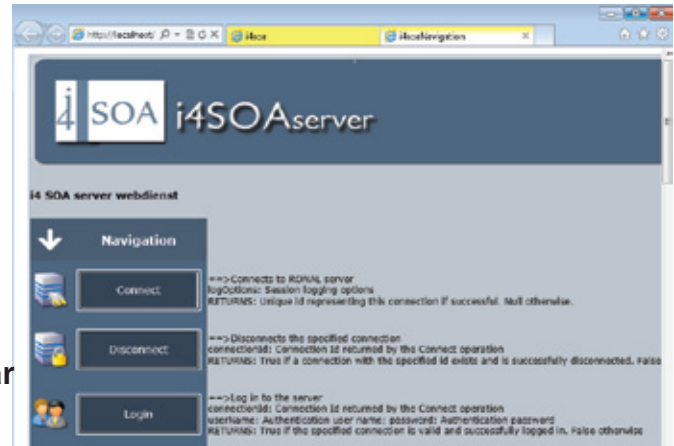 http://localhost/
i4soa
i4soaNavigation
i4 SOA i4SOAserver
i4 SOA server webdienst
Navigation
Connect
==>Connects to RDWAL server
logOptions: Session logging options
RETURNS: Unique id representing this connection if successful. Null otherwise.
Disconnect
==>Disconnects the specified connection
connectionId: Connection Id returned by the Connect operation
RETURNS: True if a connection with the specified id exists and is successfully disconnected. False
ar
Login
==>Log in to the server
connectionId: Connection Id returned by the Connect operation
username: Authentication user name; password: Authentication password
RETURNS: True if the specified connection is valid and successfully logged in. False otherwise